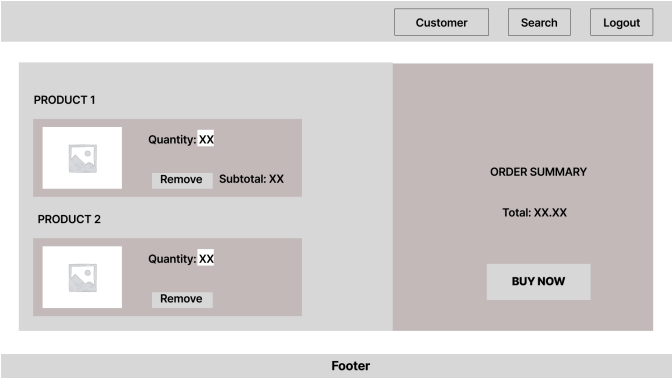 Customer Search Logout
PRODUCT 1
Quantity: XX
Remove Subtotal: XX
PRODUCT 2
Quantity: XX
Remove
ORDER SUMMARY
Total: XX.XX
BUY NOW
Footer